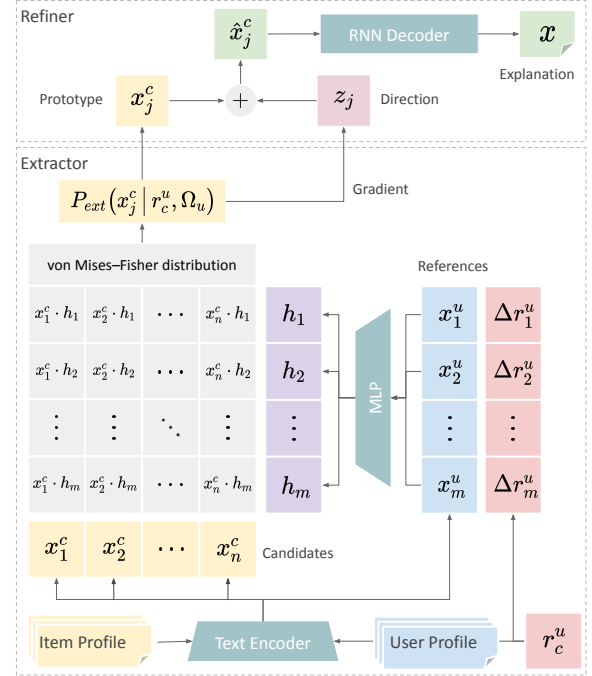 Refiner
x̂_j^c
RNN Decoder
x
Explanation
Prototype
x_j^c
+
z_j
Direction
Extractor
P_{ext}(x_j^c | r_c^u, Ω_u)
Gradient
von Mises–Fisher distribution
References
x_1^c · h_1 x_2^c · h_1 ⋯ x_n^c · h_1 h_1 x_1^u Δr_1^u
x_1^c · h_2 x_2^c · h_2 ⋯ x_n^c · h_2 h_2 x_2^u Δr_2^u
MLP
⋮ ⋮ ⋱ ⋮ ⋮ ⋮ ⋮
x_1^c · h_m x_2^c · h_m ⋯ x_n^c · h_m h_m x_m^u Δr_m^u
x_1^c x_2^c ⋯ x_n^c Candidates
Item Profile
Text Encoder
User Profile
r_c^u